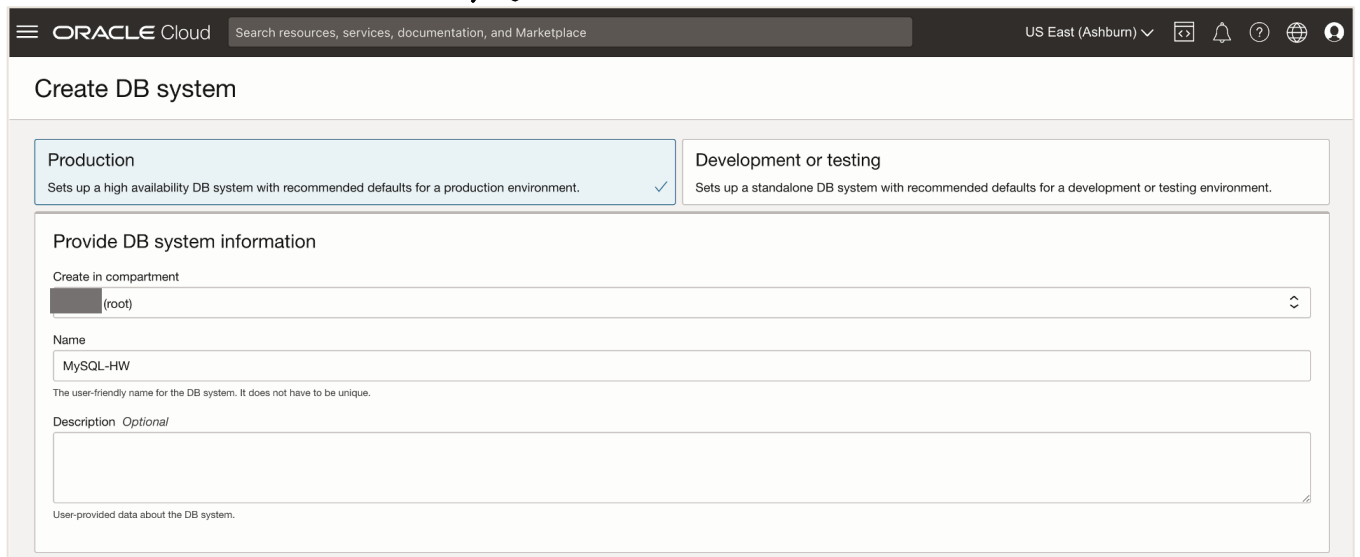 ORACLE Cloud
Search resources, services, documentation, and Marketplace
US East (Ashburn)
Create DB system
Production
Sets up a high availability DB system with recommended defaults for a production environment.
Development or testing
Sets up a standalone DB system with recommended defaults for a development or testing environment.
Provide DB system information
Create in compartment
(root)
Name
MySQL-HW
The user-friendly name for the DB system. It does not have to be unique.
Description Optional
User-provided data about the DB system.